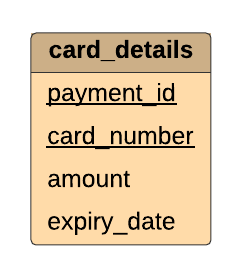 card_details
payment_id
card_number
amount
expiry_date